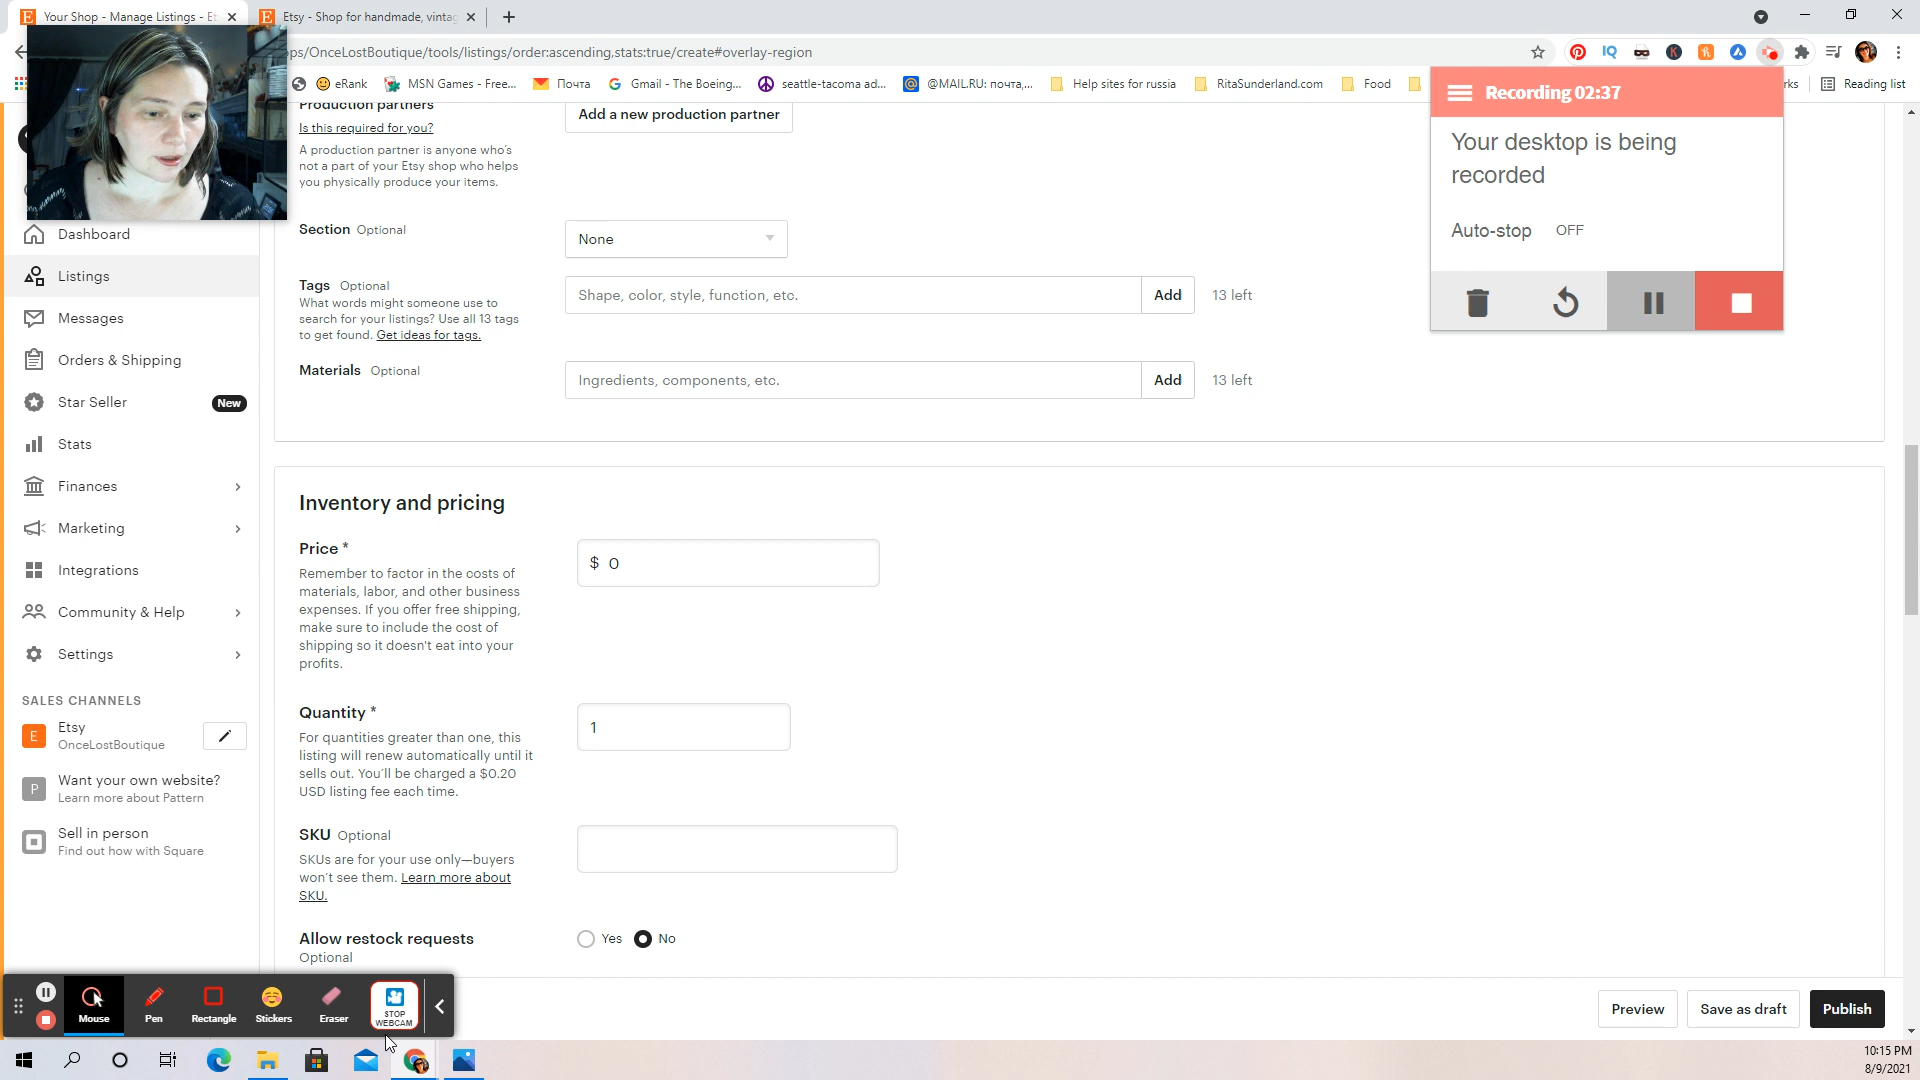 Your Shop - Manage Listings - Et
Etsy - Shop for handmade, vintag
ps/OnceLostBoutique/tools/listings/order:ascending,stats:true/create#overlay-region
eRank
MSN Games - Free...
Почта
Gmail - The Boeing...
seattle-tacoma ad...
@MAIL.RU: почта,...
Help sites for russia
RitaSunderland.com
Food
rks
Reading list
Recording 02:37
Your desktop is being
recorded
Auto-stop OFF
Dashboard
Listings
Messages
Orders & Shipping
Star Seller
New
Stats
Finances
Marketing
Integrations
Community & Help
Settings
SALES CHANNELS
E
Etsy
OnceLostBoutique
P
Want your own website?
Learn more about Pattern
Sell in person
Find out how with Square
Production partners
Is this required for you?
A production partner is anyone who's
not a part of your Etsy shop who helps
you physically produce your items.
Add a new production partner
Section Optional
None
Tags Optional
What words might someone use to
search for your listings? Use all 13 tags
to get found. Get ideas for tags.
Shape, color, style, function, etc.
Add
13 left
Materials Optional
Ingredients, components, etc.
Add
13 left
Inventory and pricing
Price *
Remember to factor in the costs of
materials, labor, and other business
expenses. If you offer free shipping,
make sure to include the cost of
shipping so it doesn't eat into your
profits.
$ 0
Quantity *
For quantities greater than one, this
listing will renew automatically until it
sells out. You'll be charged a $0.20
USD listing fee each time.
1
SKU Optional
SKUs are for your use only—buyers
won't see them. Learn more about
SKU.
Allow restock requests
Optional
Yes
No
Preview
Save as draft
Publish
Mouse
Pen
Rectangle
Stickers
Eraser
STOP
WEBCAM
10:15 PM
8/9/2021